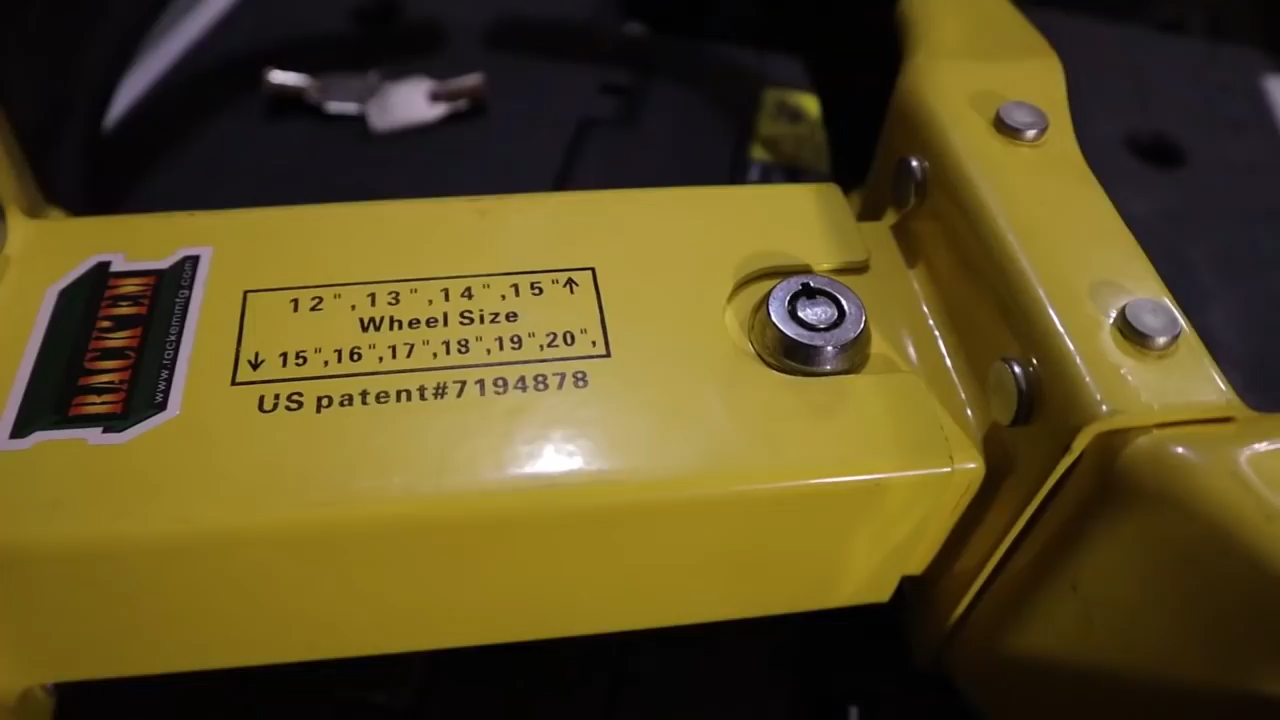 RACK'EM
www.rackemmfg.com
12",13",14",15"↑
Wheel Size
↓15",16",17",18",19",20",
US patent#7194878